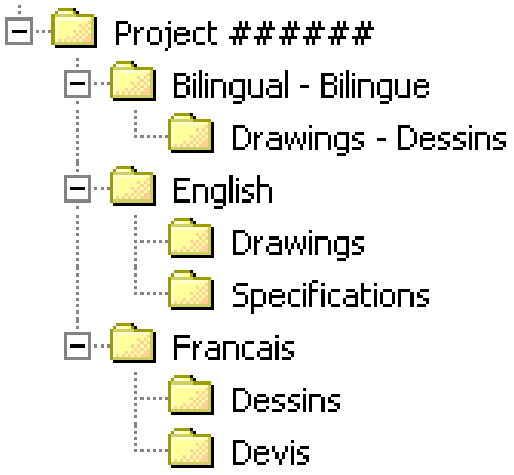 Project ######
Bilingual - Bilingue
Drawings - Dessins
English
Drawings
Specifications
Francais
Dessins
Devis